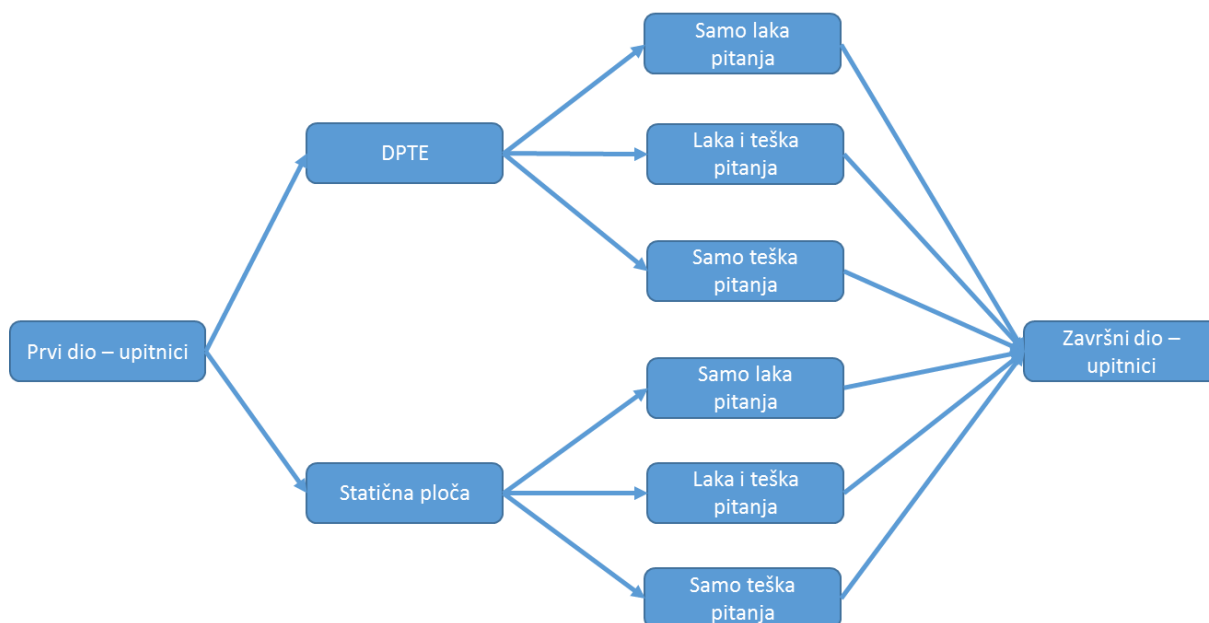 Prvi dio – upitnici
DPTE
Statična ploča
Samo laka
pitanja
Laka i teška
pitanja
Samo teška
pitanja
Samo laka
pitanja
Laka i teška
pitanja
Samo teška
pitanja
Završni dio –
upitnici